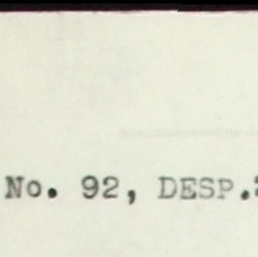 No. 92, DESP.